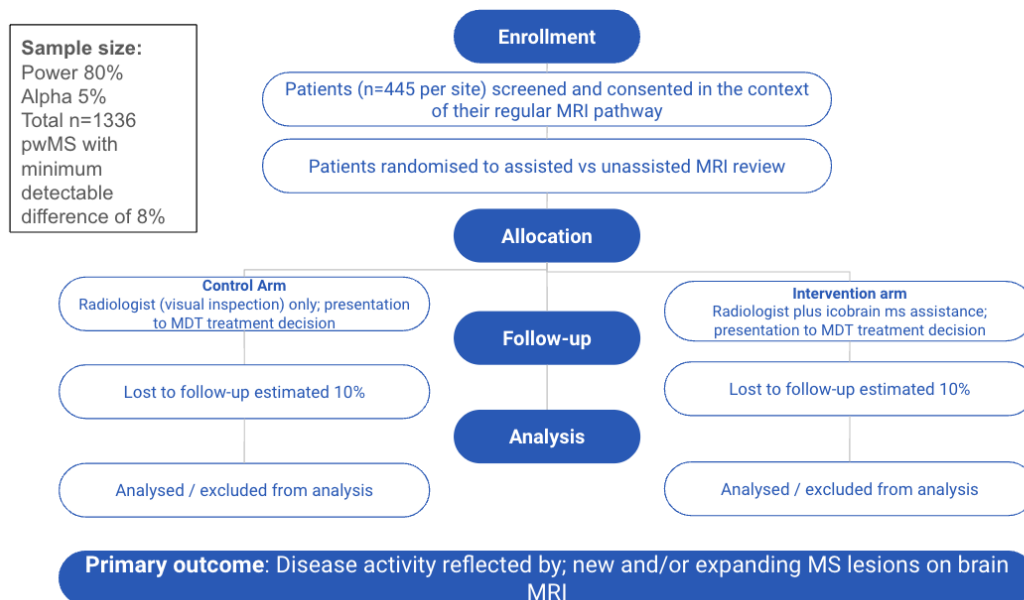 Sample size:
Power 80%
Alpha 5%
Total n=1336
pwMS with
minimum
detectable
difference of 8%
Enrollment
Patients (n=445 per site) screened and consented in the context
of their regular MRI pathway
Patients randomised to assisted vs unassisted MRI review
Allocation
Control Arm
Radiologist (visual inspection) only; presentation
to MDT treatment decision
Intervention arm
Radiologist plus icobrain ms assistance;
presentation to MDT treatment decision
Follow-up
Lost to follow-up estimated 10%
Lost to follow-up estimated 10%
Analysis
Analysed / excluded from analysis
Analysed / excluded from analysis
Primary outcome: Disease activity reflected by; new and/or expanding MS lesions on brain
MRI